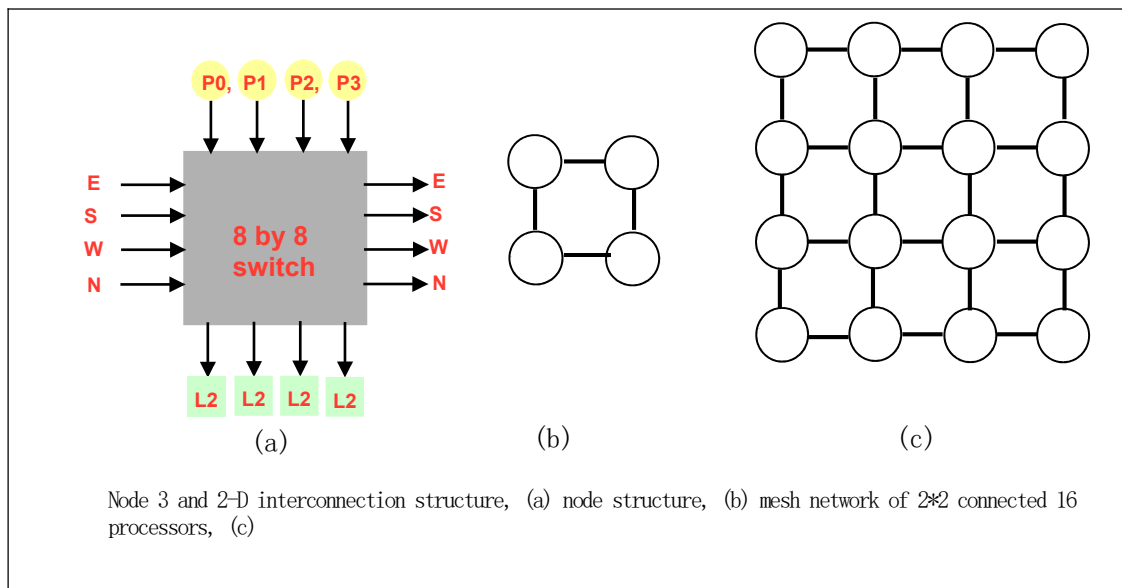 P0, P1 P2, P3
E E
S S
W W
N N
8 by 8
switch
L2 L2 L2 L2
(a) (b) (c)
Node 3 and 2-D interconnection structure, (a) node structure, (b) mesh network of 2*2 connected 16
processors, (c)